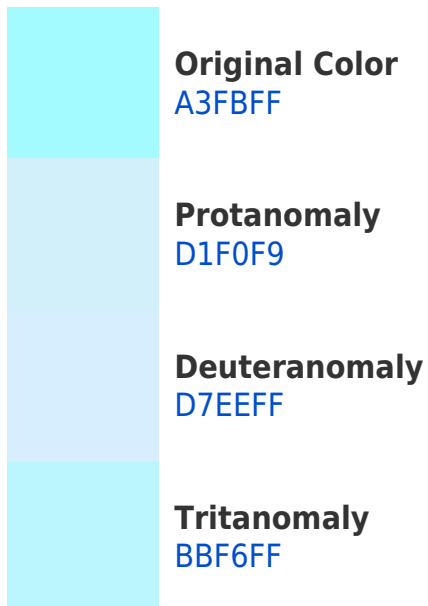 Original Color
A3FBFF
Protanomaly
D1F0F9
Deuteranomaly
D7EEFF
Tritanomaly
BBF6FF